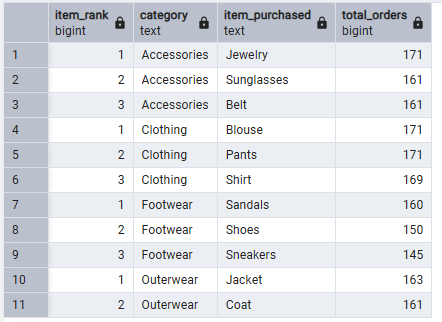 item_rank category item_purchased total_orders
bigint text text bigint
1 1 Accessories Jewelry 171
2 2 Accessories Sunglasses 161
3 3 Accessories Belt 161
4 1 Clothing Blouse 171
5 2 Clothing Pants 171
6 3 Clothing Shirt 169
7 1 Footwear Sandals 160
8 2 Footwear Shoes 150
9 3 Footwear Sneakers 145
10 1 Outerwear Jacket 163
11 2 Outerwear Coat 161